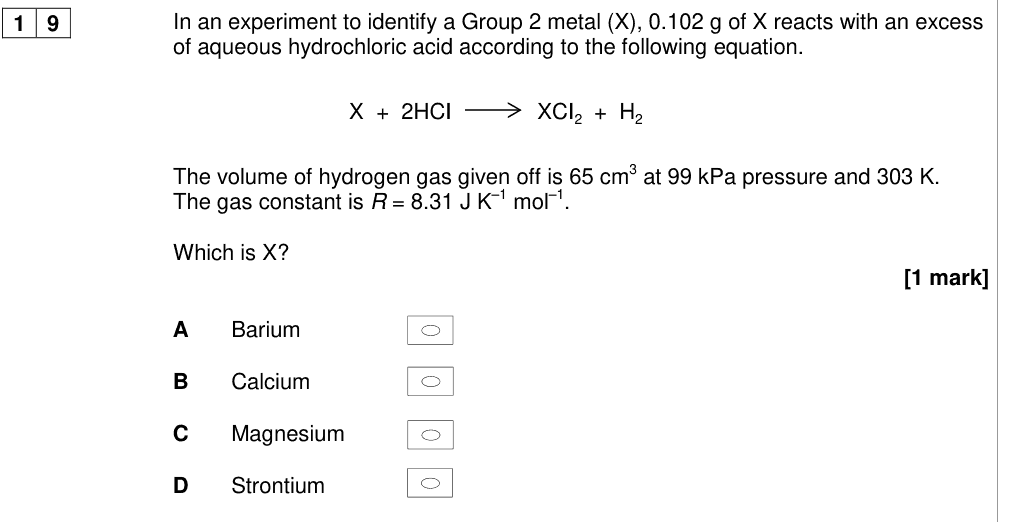 1 9
In an experiment to identify a Group 2 metal (X), 0.102 g of X reacts with an excess
of aqueous hydrochloric acid according to the following equation.
X + 2HCl ⟶ XCl₂ + H₂
The volume of hydrogen gas given off is 65 cm³ at 99 kPa pressure and 303 K.
The gas constant is R = 8.31 J K⁻¹ mol⁻¹.
Which is X?
[1 mark]
A Barium
B Calcium
C Magnesium
D Strontium